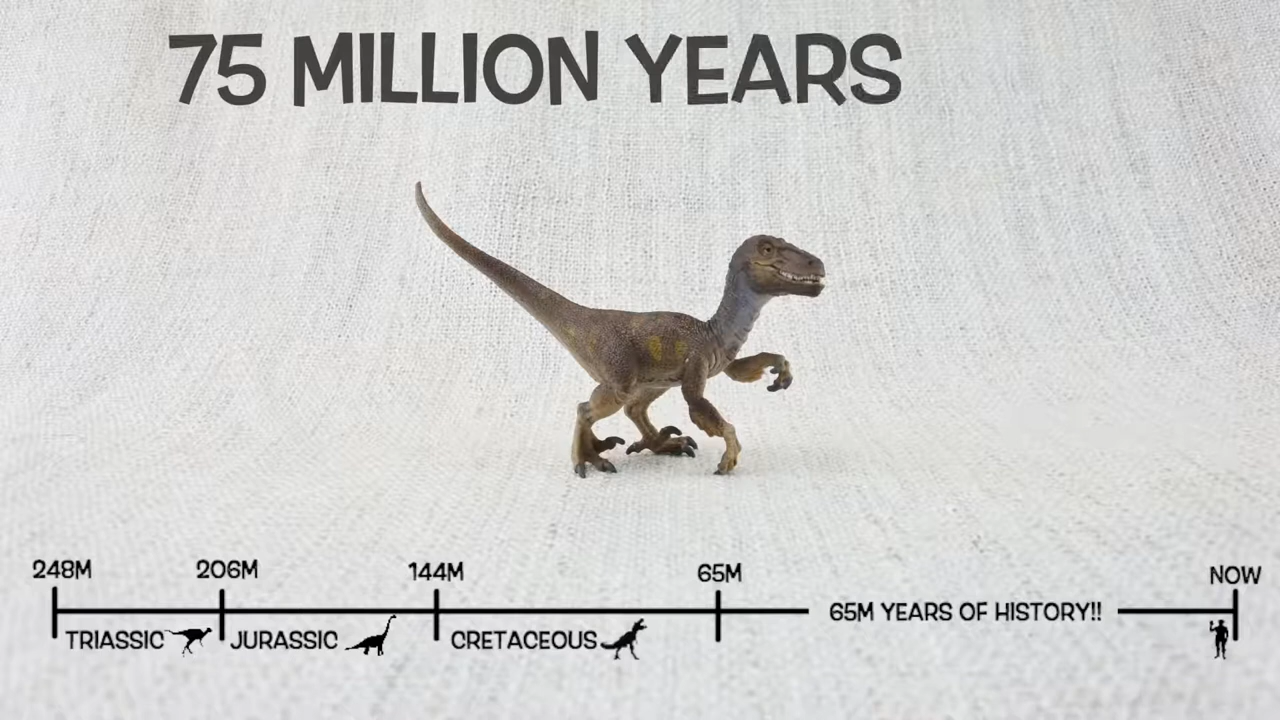 75 MILLION YEARS
248M 206M 144M 65M NOW
65M YEARS OF HISTORY!!
TRIASSIC JURASSIC CRETACEOUS